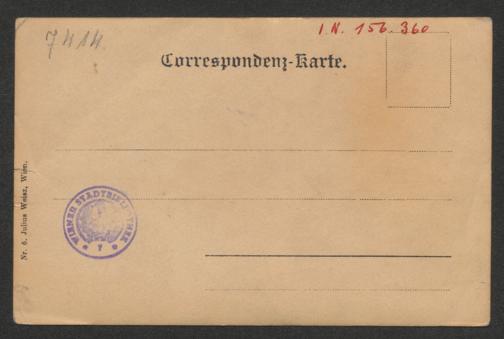 7414.
I.N. 156.360
Correspondenz-Karte.
WIENER STADTBIBLIOTHEK
Nr. 6. Julius Weisz, Wien.